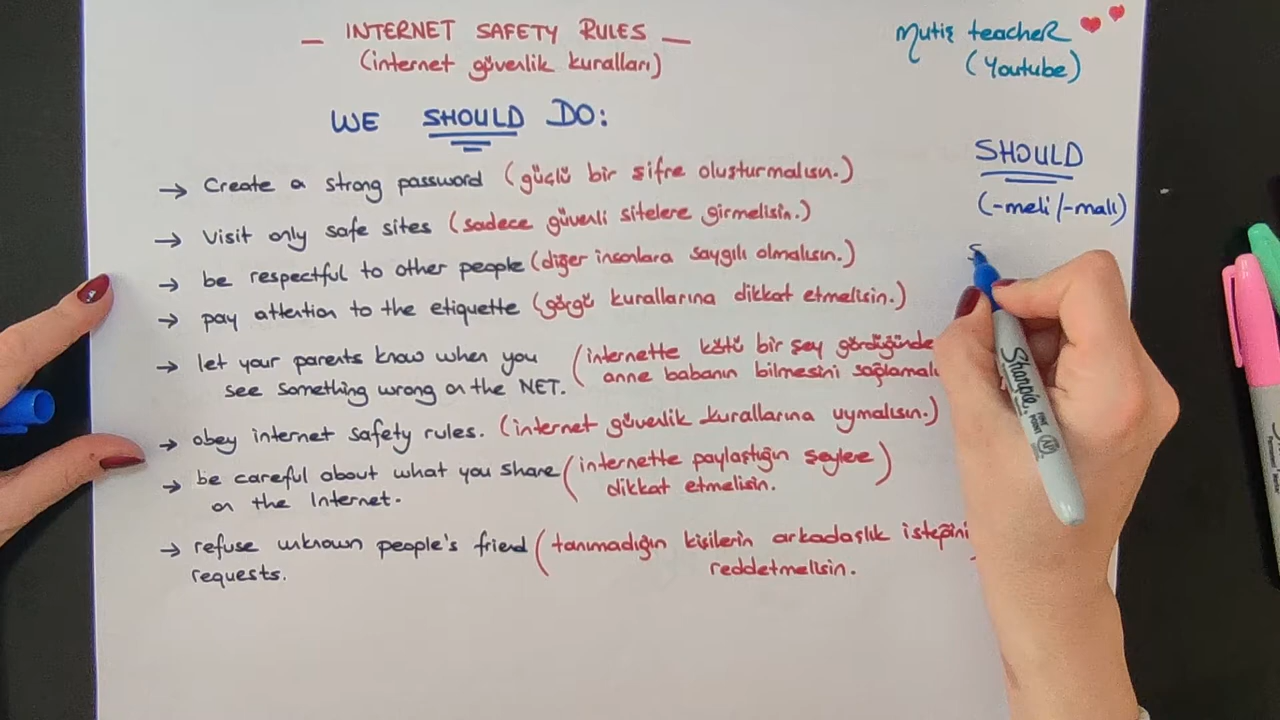 INTERNET SAFETY RULES
(internet güvenlik kuralları)
Mutiş teacher
(Youtube)
WE SHOULD DO:
SHOULD
(-meli/-malı)
→ Create a strong password (güçlü bir şifre oluşturmalısın.)
→ Visit only safe sites (sadece güvenli sitelere girmelisin.)
→ be respectful to other people (diğer insanlara saygılı olmalısın.)
→ pay attention to the etiquette (görgü kurallarına dikkat etmelisin.)
→ let your parents know when you (internette kötü bir şey gördüğünde
see something wrong on the NET. anne babanın bilmesini
→ obey internet safety rules. (internet güvenlik kurallarına uymalısın.)
→ be careful about what you share (internette paylaştığın şeylere)
on the Internet. dikkat etmelisin.
→ refuse unknown people's friend (tanımadığın kişilerin arkadaşlık isteğini
requests. reddetmelisin.
S
Sharpie